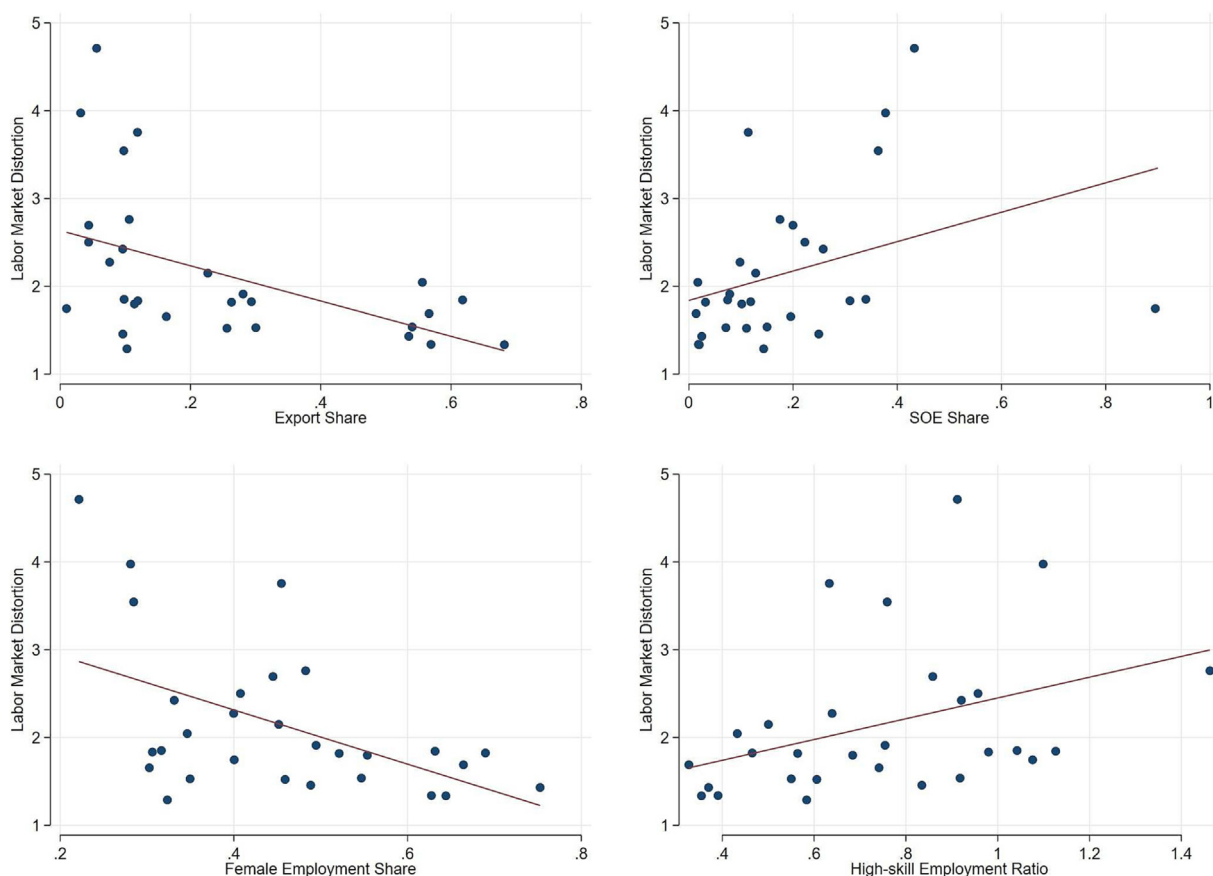 5
4
3
2
1
Labor Market Distortion
0 .2 .4 .6 .8
Export Share
5
4
3
2
1
Labor Market Distortion
0 .2 .4 .6 .8 1
SOE Share
5
4
3
2
1
Labor Market Distortion
.2 .4 .6 .8
Female Employment Share
5
4
3
2
1
Labor Market Distortion
.4 .6 .8 1 1.2 1.4
High-skill Employment Ratio